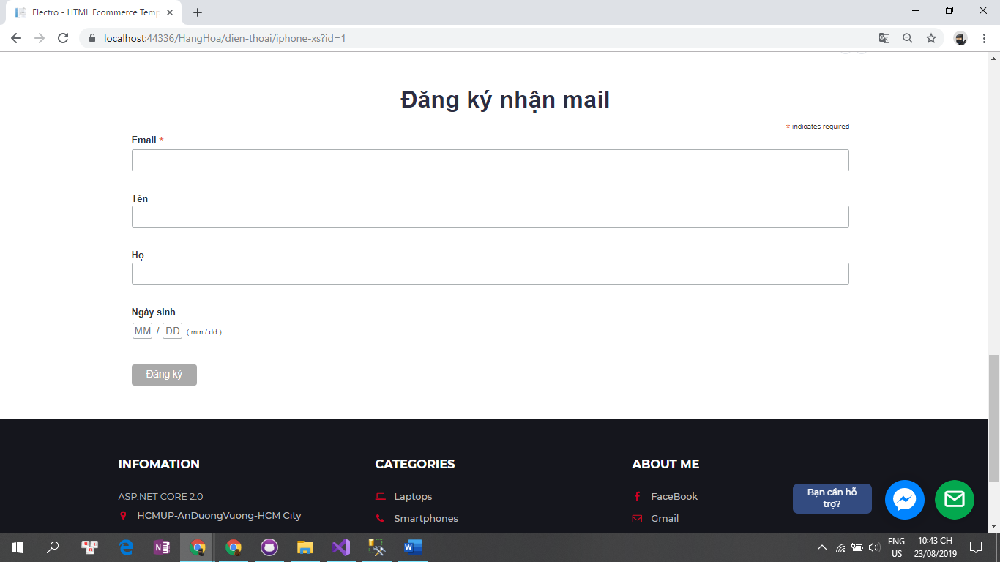 Electro - HTML Ecommerce Temp
localhost:44336/HangHoa/dien-thoai/iphone-xs?id=1
Đăng ký nhận mail
* indicates required
Email *
Tên
Họ
Ngày sinh
MM / DD ( mm / dd )
Đăng ký
INFOMATION
ASP.NET CORE 2.0
HCMUP-AnDuongVuong-HCM City
CATEGORIES
Laptops
Smartphones
ABOUT ME
FaceBook
Gmail
Bạn cần hỗ
trợ?
ENG
US
10:43 CH
23/08/2019